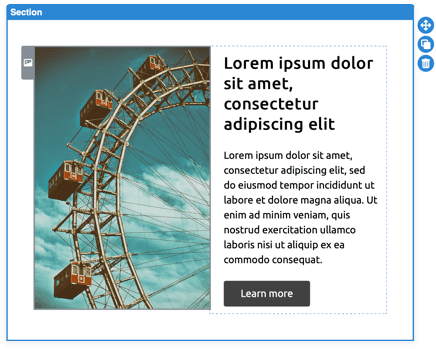 Section
Lorem ipsum dolor
sit amet,
consectetur
adipiscing elit
Lorem ipsum dolor sit amet,
consectetur adipiscing elit, sed
do eiusmod tempor incididunt ut
labore et dolore magna aliqua. Ut
enim ad minim veniam, quis
nostrud exercitation ullamco
laboris nisi ut aliquip ex ea
commodo consequat.
Learn more